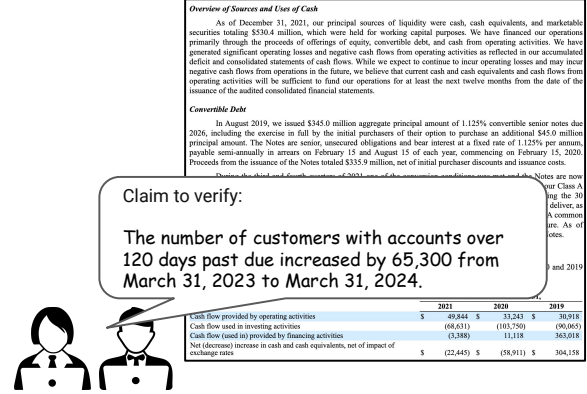 Overview of Sources and Uses of Cash
As of December 31, 2021, our principal sources of liquidity were cash, cash equivalents, and marketable
securities totaling $530.4 million, which were held for working capital purposes. We have financed our operations
primarily through the proceeds of offerings of equity, convertible debt, and cash from operating activities. We have
generated significant operating losses and negative cash flows from operating activities as reflected in our accumulated
deficit and consolidated statements of cash flows. While we expect to continue to incur operating losses and may incur
negative cash flows from operations in the future, we believe that current cash and cash equivalents and cash flows from
operating activities will be sufficient to fund our operations for at least the next twelve months from the date of the
issuance of the audited consolidated financial statements.
Convertible Debt
In August 2019, we issued $345.0 million aggregate principal amount of 1.125% convertible senior notes due
2026, including the exercise in full by the initial purchasers of their option to purchase an additional $45.0 million
principal amount. The Notes are senior, unsecured obligations and bear interest at a fixed rate of 1.125% per annum,
payable semi-annually in arrears on February 15 and August 15 of each year, commencing on February 15, 2020.
Proceeds from the issuance of the Notes totaled $335.9 million, net of initial purchaser discounts and issuance costs.
Notes are now
our Class A
ing the 30
deliver, as
A common
ure. As of
Claim to verify:
The number of customers with accounts over
120 days past due increased by 65,300 from
March 31, 2023 to March 31, 2024.
and 2019
2021 2020 2019
Cash flow provided by operating activities $ 49,844 $ 33,243 $ 30,918
Cash flow used in investing activities (68,631) (103,750) (90,065)
Cash flow (used in) provided by financing activities (3,388) 11,118 363,018
Net (decrease) increase in cash and cash equivalents, net of impact of
exchange rates $ (22,445) $ (58,911) $ 304,158